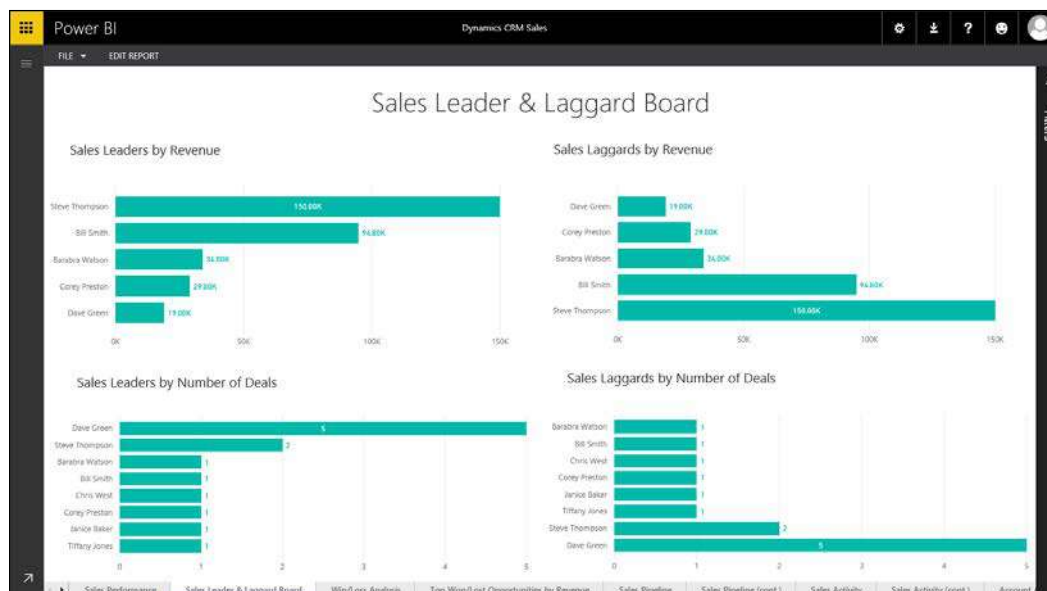 Power BI
Dynamics CRM Sales
?
FILE
EDIT REPORT
Sales Leader & Laggard Board
Sales Leaders by Revenue
Steve Thompson
150.00K
Bill Smith
94.80K
Barabra Watson
34.00K
Corey Preston
29.00K
Dave Green
19.00K
0K 50K 100K 150K
Sales Laggards by Revenue
Dave Green
19.00K
Corey Preston
29.00K
Barabra Watson
34.00K
Bill Smith
94.80K
Steve Thompson
150.00K
0K 50K 100K 150K
Sales Leaders by Number of Deals
Dave Green
5
Steve Thompson
2
Barabra Watson
1
Bill Smith
1
Chris West
1
Corey Preston
1
Janice Baker
1
Tiffany Jones
1
0 1 2 3 4 5
Sales Laggards by Number of Deals
Barabra Watson
1
Bill Smith
1
Chris West
1
Corey Preston
1
Janice Baker
1
Tiffany Jones
1
Steve Thompson
2
Dave Green
5
0 1 2 3 4 5
Sales Performance
Sales Leader & Laggard Board
Win/Loss Analysis
Top Won/Lost Opportunities by Revenue
Sales Pipeline
Sales Pipeline (cont.)
Sales Activity
Sales Activity (cont.)
Account